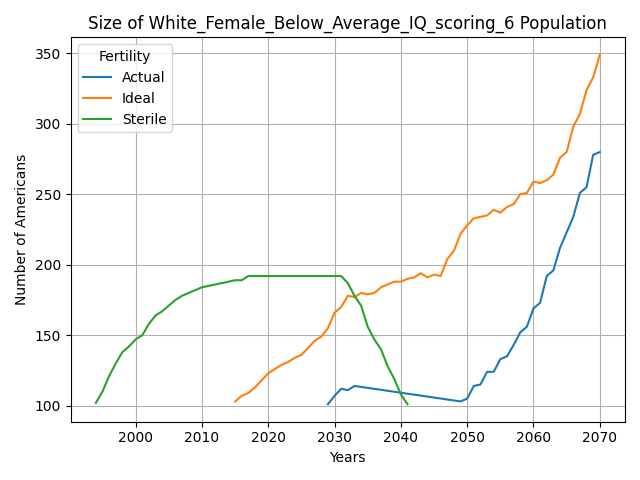 Size of White_Female_Below_Average_IQ_scoring_6 Population
Fertility
Actual
Ideal
Sterile
Number of Americans
350
300
250
200
150
100
2000
2010
2020
2030
2040
2050
2060
2070
Years